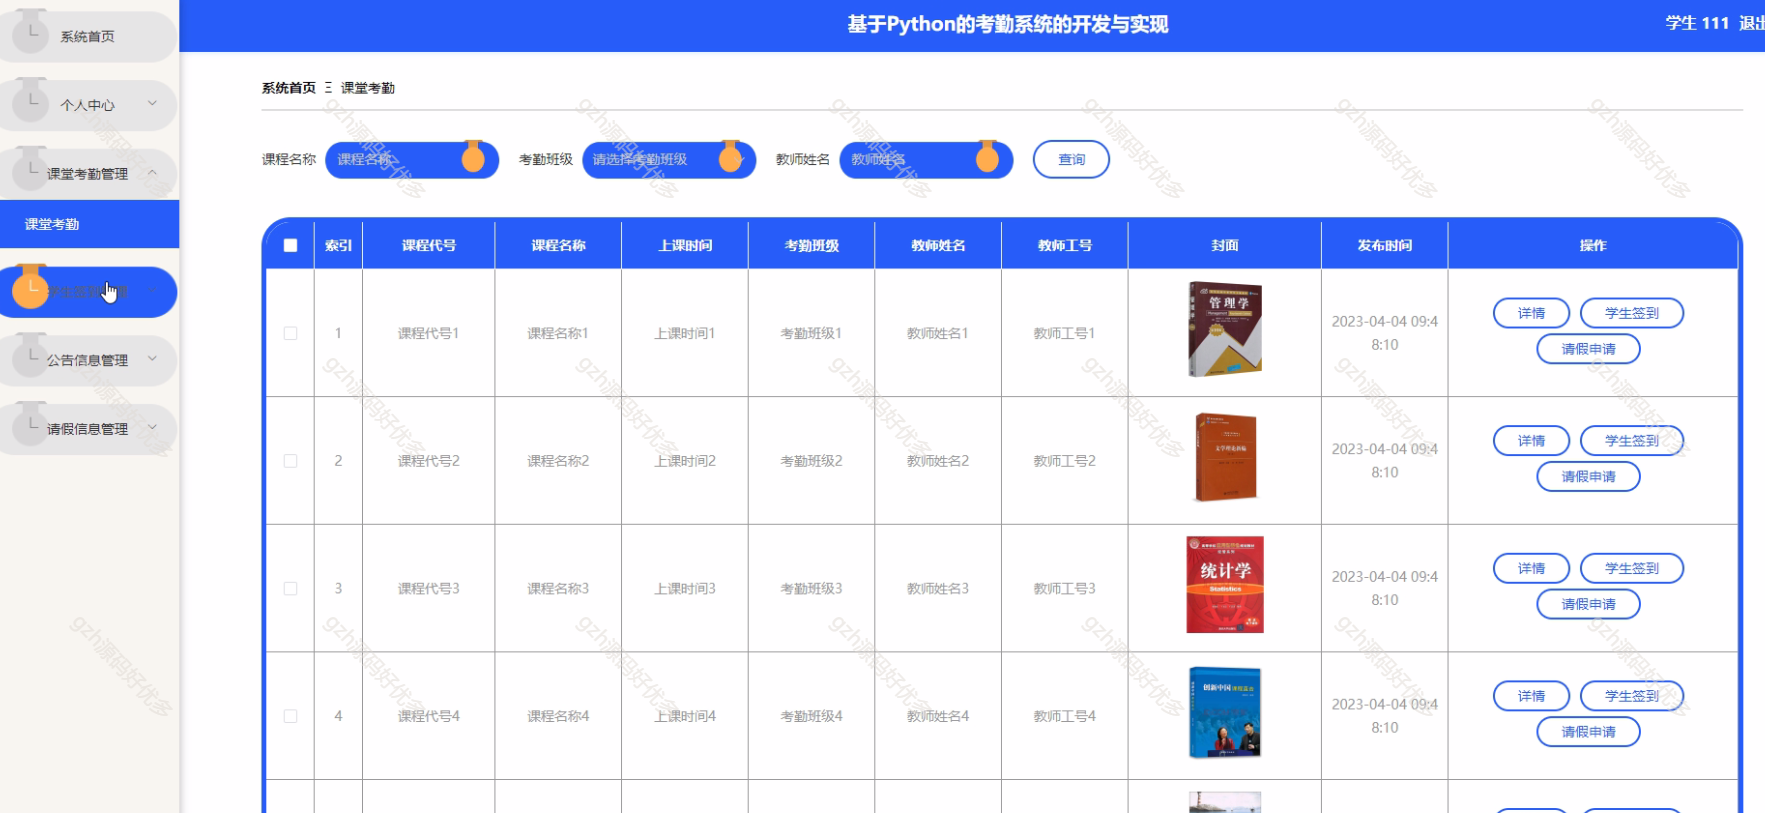 基于Python的考勤系统的开发与实现
学生 111 退出
系统首页
个人中心
课堂考勤管理
课堂考勤
公告信息管理
请假信息管理
系统首页 Ξ 课堂考勤
课程名称 课程名称 考勤班级 请选择考勤班级 教师姓名 教师姓名 查询
索引 课程代号 课程名称 上课时间 考勤班级 教师姓名 教师工号 封面 发布时间 操作
1 课程代号1 课程名称1 上课时间1 考勤班级1 教师姓名1 教师工号1 管理学 2023-04-04 09:4
8:10 详情 学生签到
请假申请
2 课程代号2 课程名称2 上课时间2 考勤班级2 教师姓名2 教师工号2 2023-04-04 09:4
8:10 详情 学生签到
请假申请
3 课程代号3 课程名称3 上课时间3 考勤班级3 教师姓名3 教师工号3 统计学 Statistics 2023-04-04 09:4
8:10 详情 学生签到
请假申请
4 课程代号4 课程名称4 上课时间4 考勤班级4 教师姓名4 教师工号4 创新中国 2023-04-04 09:4
8:10 详情 学生签到
请假申请
gzh源码好优多